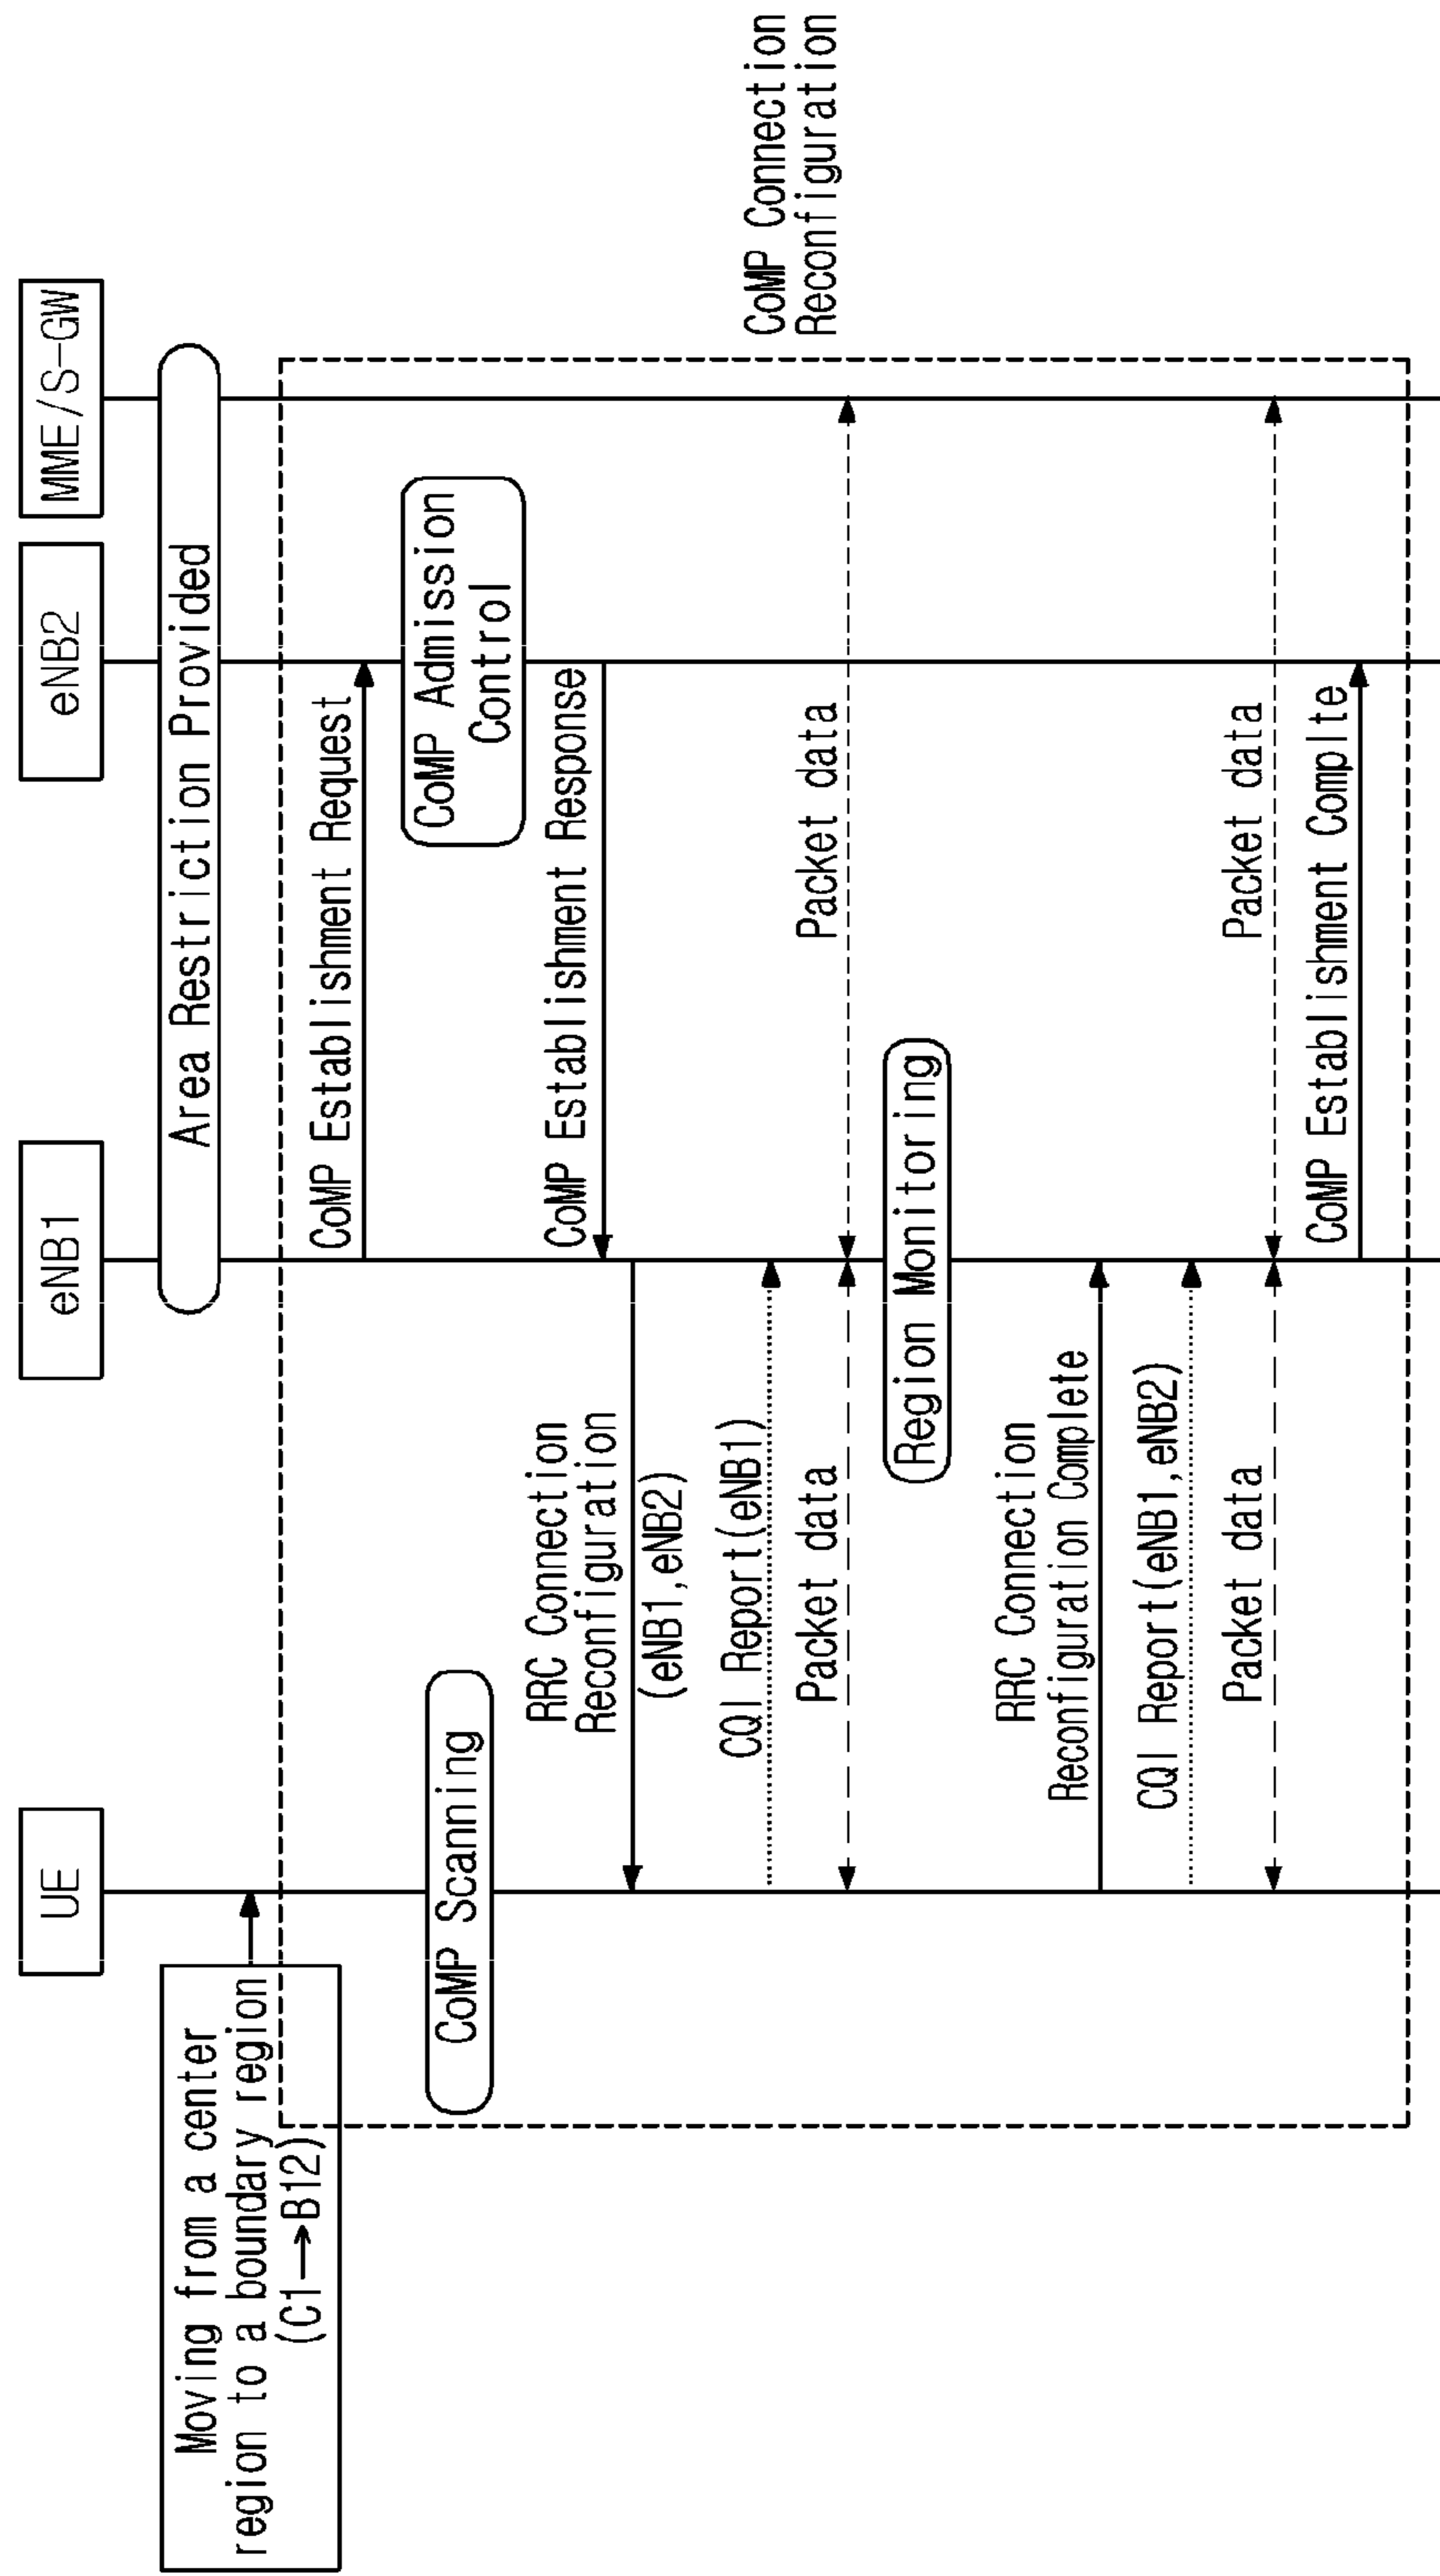 UE
eNB1
eNB2
MME/S-GW
Area Restriction Provided
Moving from a center
region to a boundary region
(C1→B12)
CoMP Establishment Request
CoMP Scanning
CoMP Admission
Control
CoMP Establishment Response
RRC Connection
Reconfiguration
(eNB1,eNB2)
CQI Report(eNB1)
Packet data
Packet data
CoMP Connection
Reconfiguration
Region Monitoring
RRC Connection
Reconfiguration Complete
CQI Report(eNB1,eNB2)
Packet data
Packet data
CoMP Establishment Complte